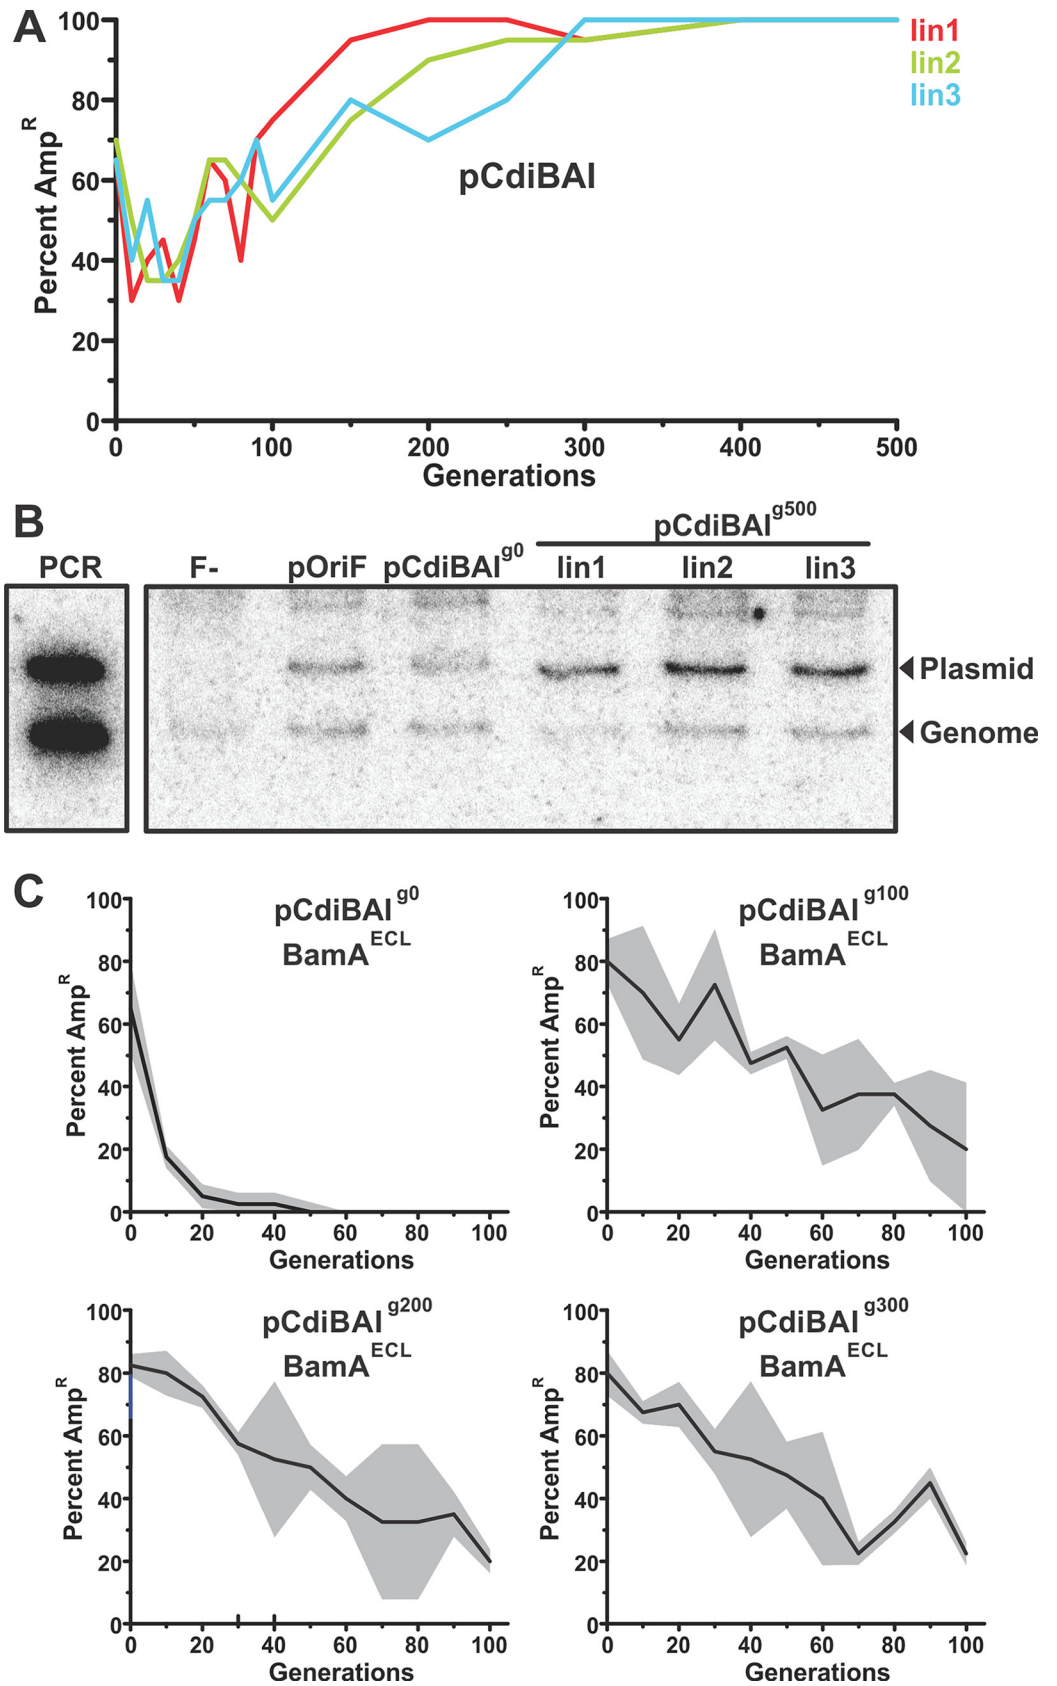 A
Percent Amp^R
100
80
60
40
20
0
0 100 200 300 400 500
Generations
pCdiBAI
lin1
lin2
lin3
B
pCdiBAI^g500
PCR F- pOriF pCdiBAI^g0 lin1 lin2 lin3
Plasmid
Genome
C
pCdiBAI^g0
BamA^ECL
Percent Amp^R
100
80
60
40
20
0
0 20 40 60 80 100
Generations
pCdiBAI^g100
BamA^ECL
Percent Amp^R
100
80
60
40
20
0
0 20 40 60 80 100
Generations
pCdiBAI^g200
BamA^ECL
Percent Amp^R
100
80
60
40
20
0
0 20 40 60 80 100
Generations
pCdiBAI^g300
BamA^ECL
Percent Amp^R
100
80
60
40
20
0
0 20 40 60 80 100
Generations